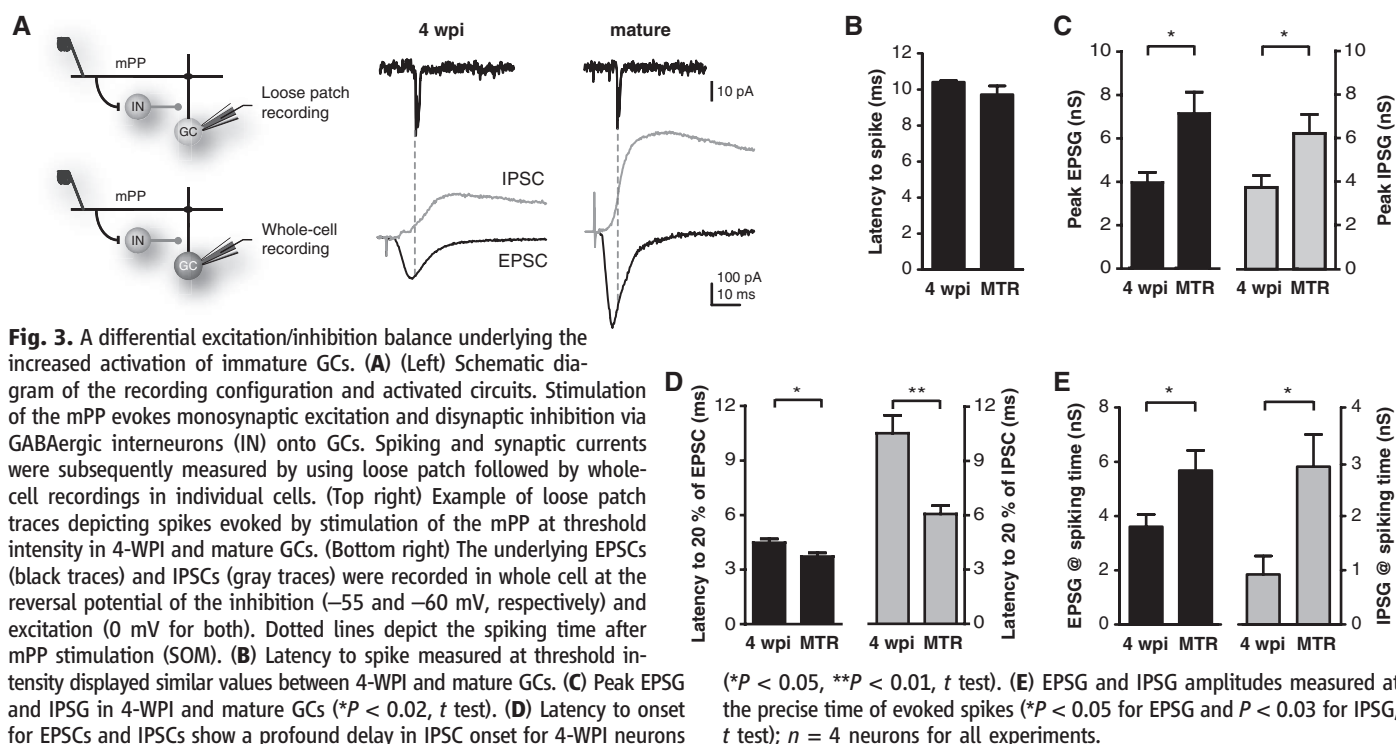 A
mPP
IN
GC
Loose patch
recording
mPP
IN
GC
Whole-cell
recording
4 wpi
mature
10 pA
IPSC
EPSC
100 pA
10 ms
B
Latency to spike (ms)
12
10
8
6
4
2
0
4 wpi MTR
C
* *
Peak EPSG (nS)
10
8
6
4
2
0
4 wpi MTR
10
8
6
4
2
0
Peak IPSG (nS)
4 wpi MTR
Fig. 3. A differential excitation/inhibition balance underlying the
increased activation of immature GCs. (A) (Left) Schematic dia-
gram of the recording configuration and activated circuits. Stimulation
of the mPP evokes monosynaptic excitation and disynaptic inhibition via
GABAergic interneurons (IN) onto GCs. Spiking and synaptic currents
were subsequently measured by using loose patch followed by whole-
cell recordings in individual cells. (Top right) Example of loose patch
traces depicting spikes evoked by stimulation of the mPP at threshold
intensity in 4-WPI and mature GCs. (Bottom right) The underlying EPSCs
(black traces) and IPSCs (gray traces) were recorded in whole cell at the
reversal potential of the inhibition (–55 and –60 mV, respectively) and
excitation (0 mV for both). Dotted lines depict the spiking time after
mPP stimulation (SOM). (B) Latency to spike measured at threshold in-
tensity displayed similar values between 4-WPI and mature GCs. (C) Peak EPSG
and IPSG in 4-WPI and mature GCs (*P < 0.02, t test). (D) Latency to onset
for EPSCs and IPSCs show a profound delay in IPSC onset for 4-WPI neurons
D
* **
Latency to 20 % of EPSC (ms)
12
9
6
3
0
4 wpi MTR
12
9
6
3
0
Latency to 20 % of IPSC (ms)
4 wpi MTR
E
* *
EPSG @ spiking time (nS)
8
6
4
2
0
4 wpi MTR
4
3
2
1
0
IPSG @ spiking time (nS)
4 wpi MTR
(*P < 0.05, **P < 0.01, t test). (E) EPSG and IPSG amplitudes measured at
the precise time of evoked spikes (*P < 0.05 for EPSG and P < 0.03 for IPSG,
t test); n = 4 neurons for all experiments.